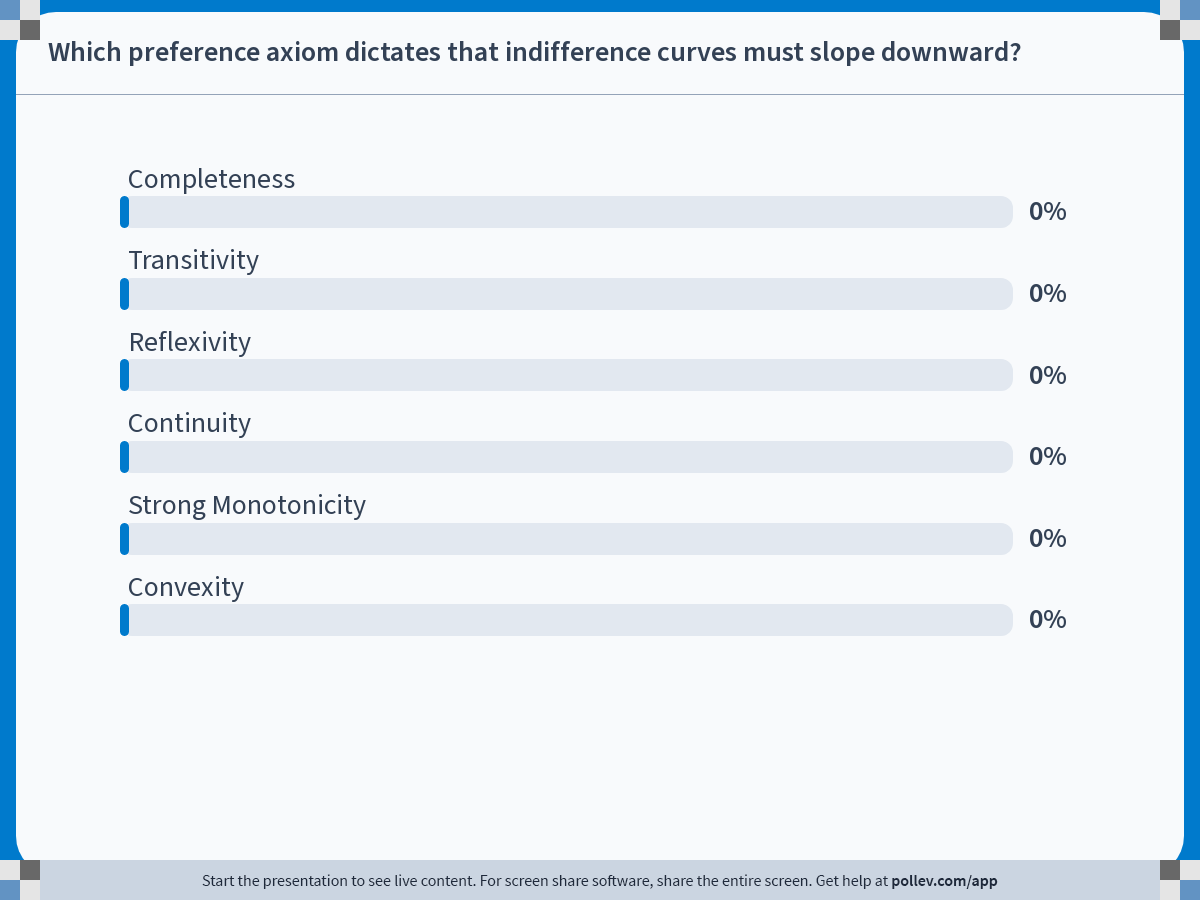 Which preference axiom dictates that indifference curves must slope downward?
Completeness
0%
Transitivity
0%
Reflexivity
0%
Continuity
0%
Strong Monotonicity
0%
Convexity
0%
Start the presentation to see live content. For screen share software, share the entire screen. Get help at pollev.com/app